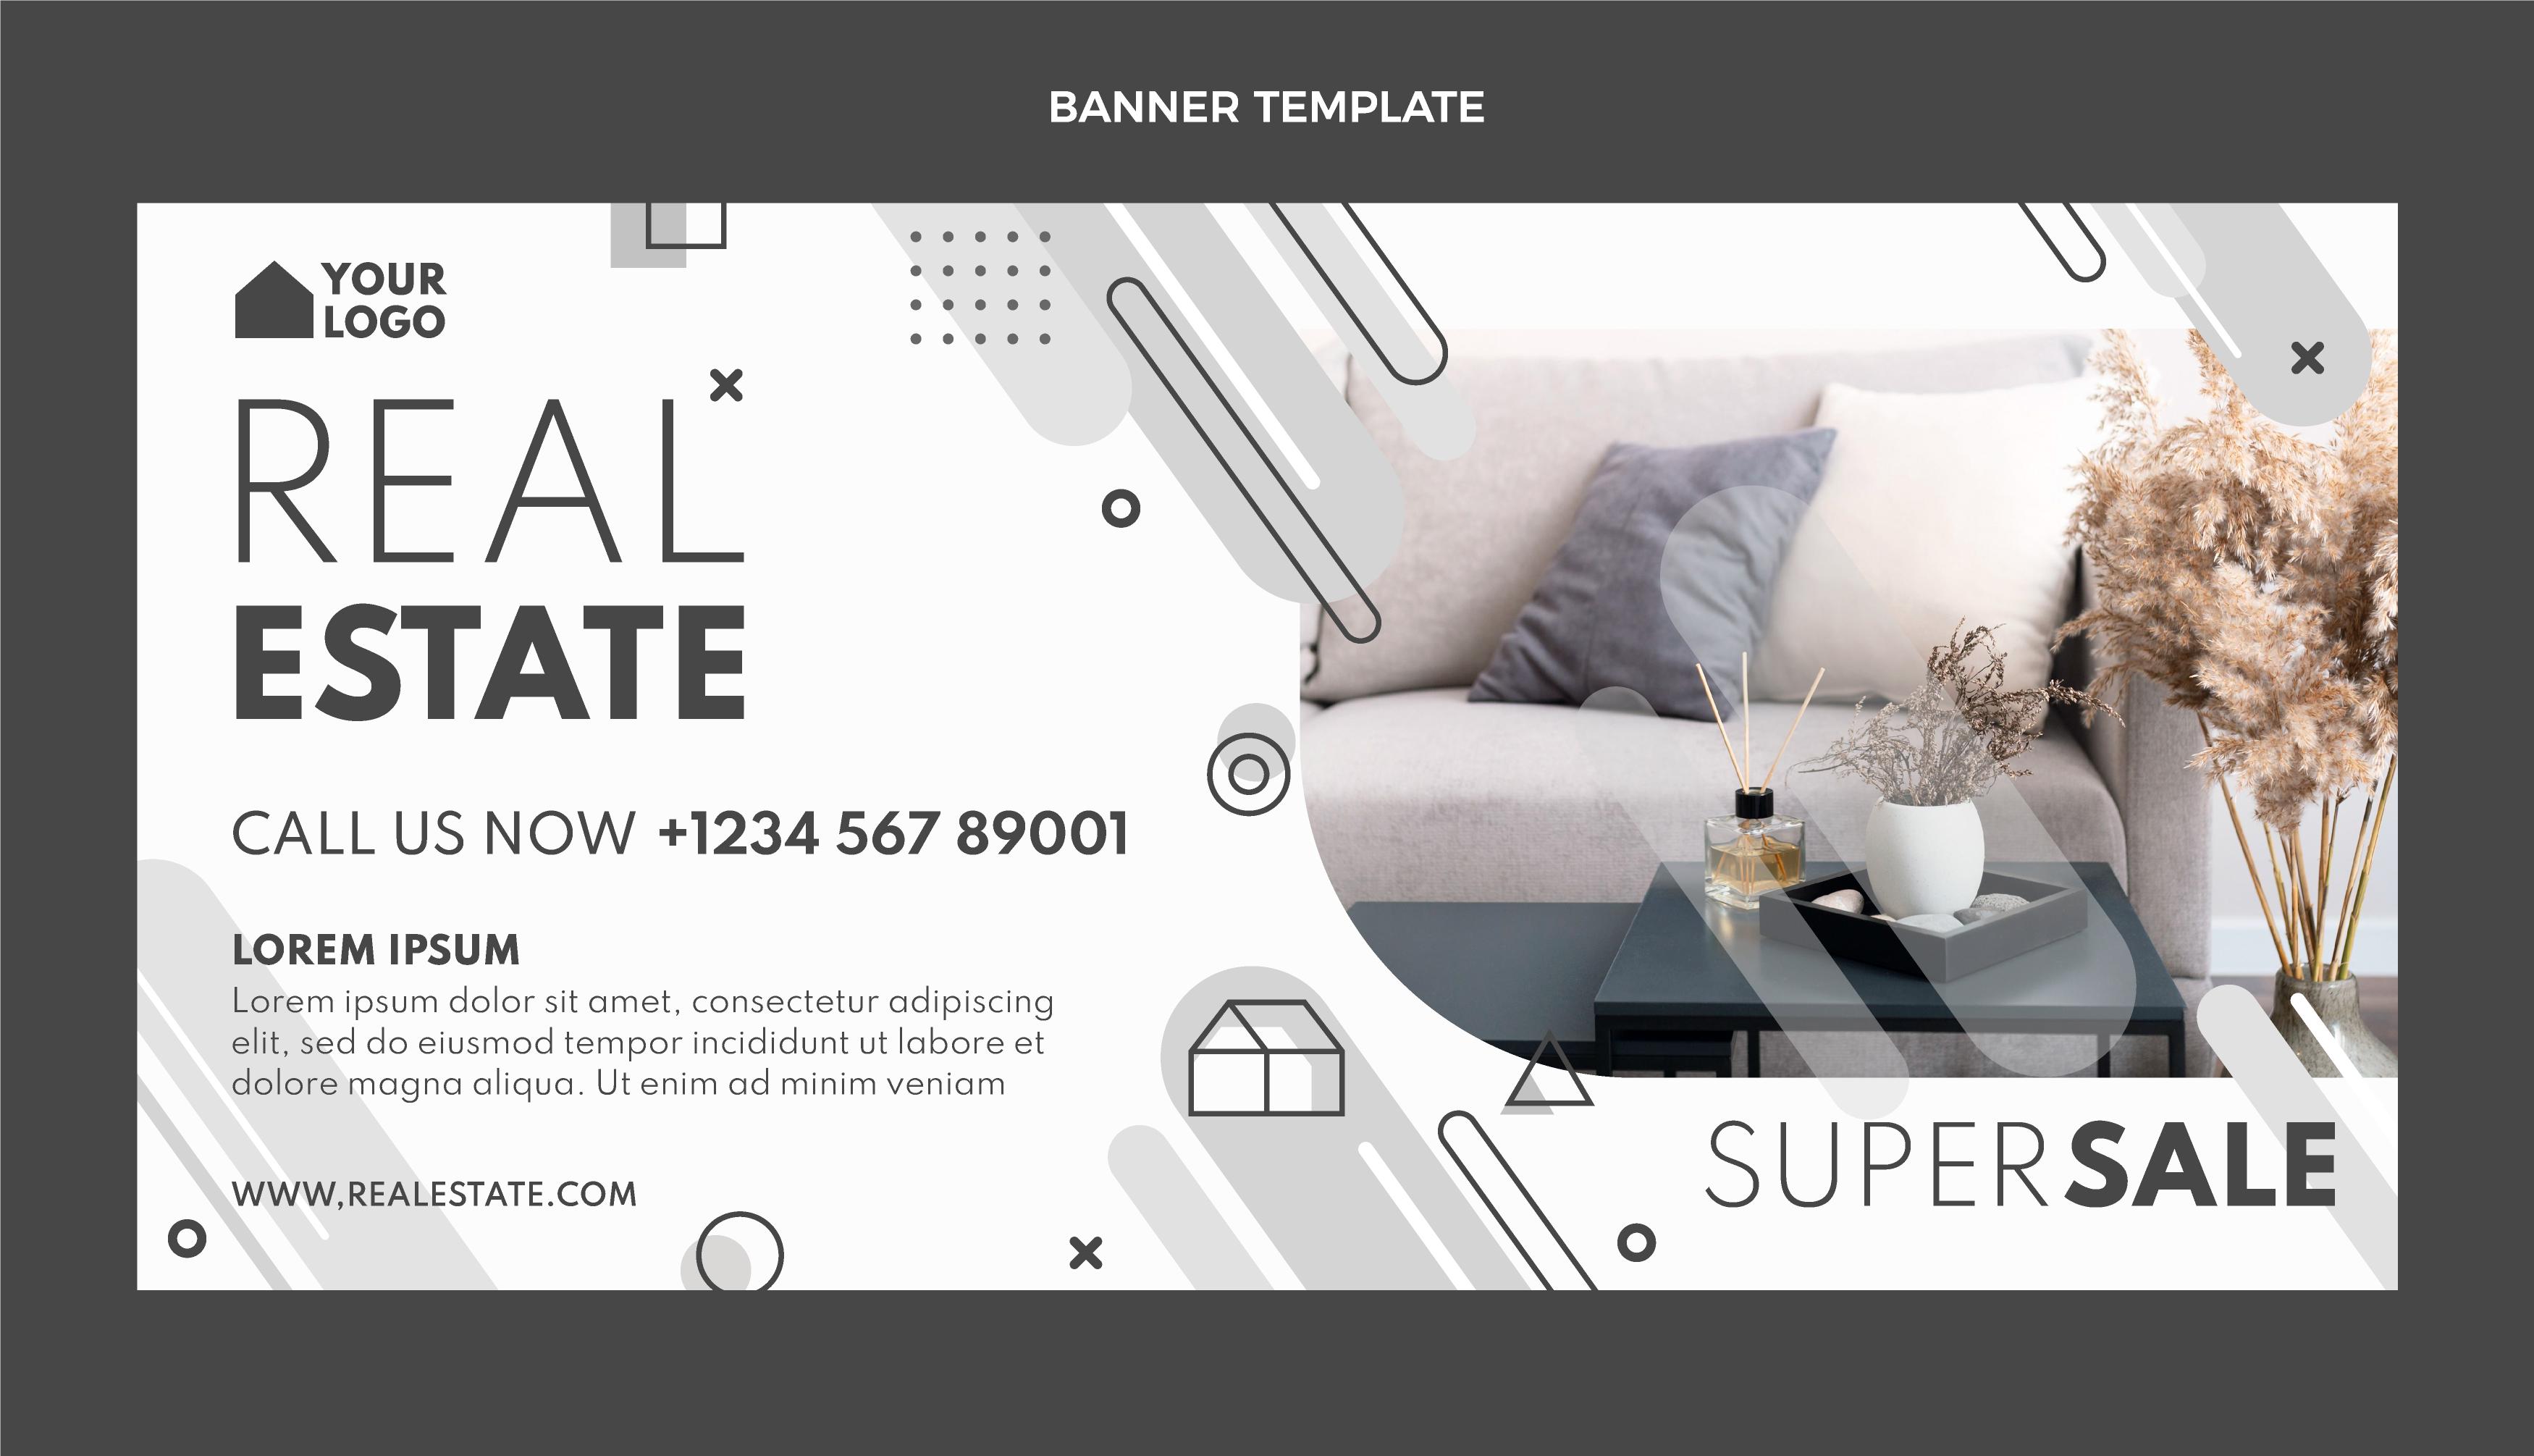 BANNER TEMPLATE
YOUR
LOGO
REAL
ESTATE
CALL US NOW +1234 567 89001
LOREM IPSUM
Lorem ipsum dolor sit amet, consectetur adipiscing
elit, sed do eiusmod tempor incididunt ut labore et
dolore magna aliqua. Ut enim ad minim veniam
WWW,REALESTATE.COM
SUPERSALE